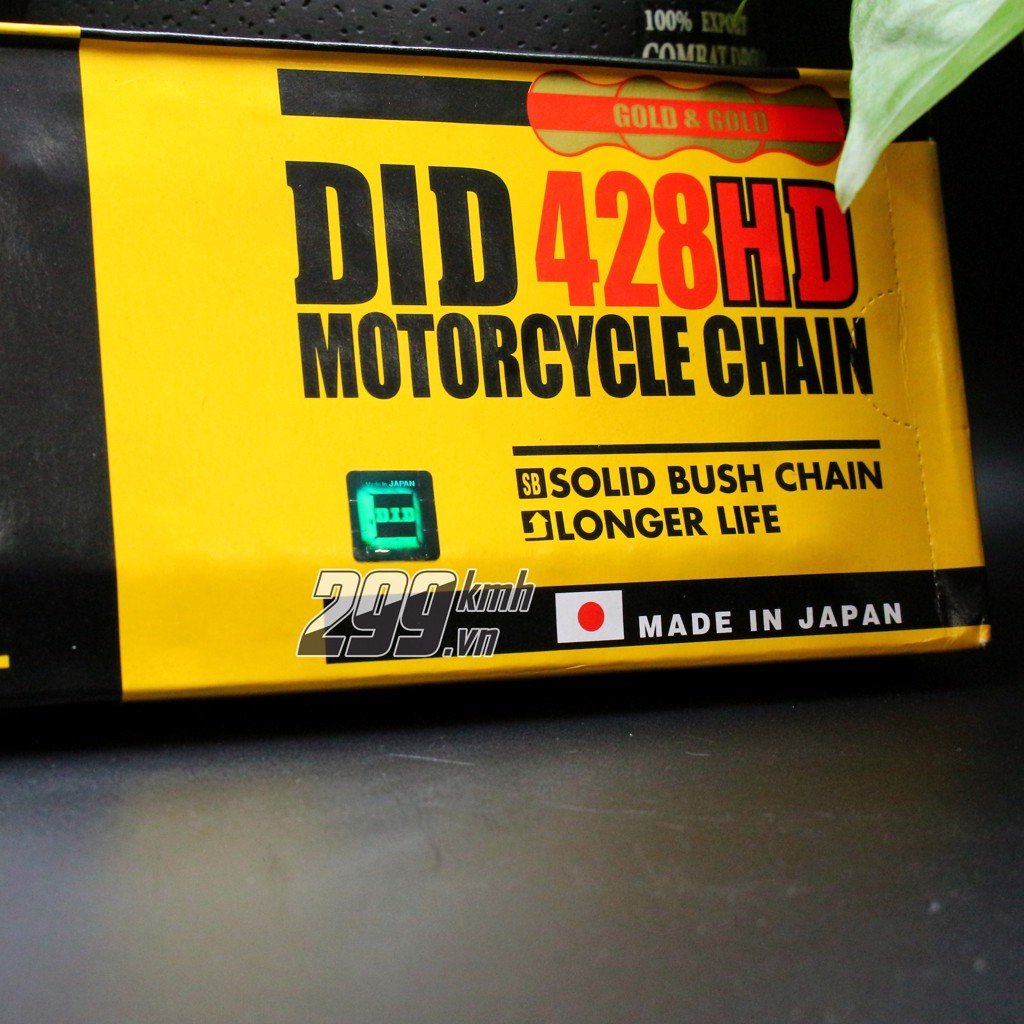 100% EXPORT
GOLD & GOLD
DID 428HD
MOTORCYCLE CHAIN
SB SOLID BUSH CHAIN
LONGER LIFE
Made in JAPAN
DID
299kmh.vn
MADE IN JAPAN